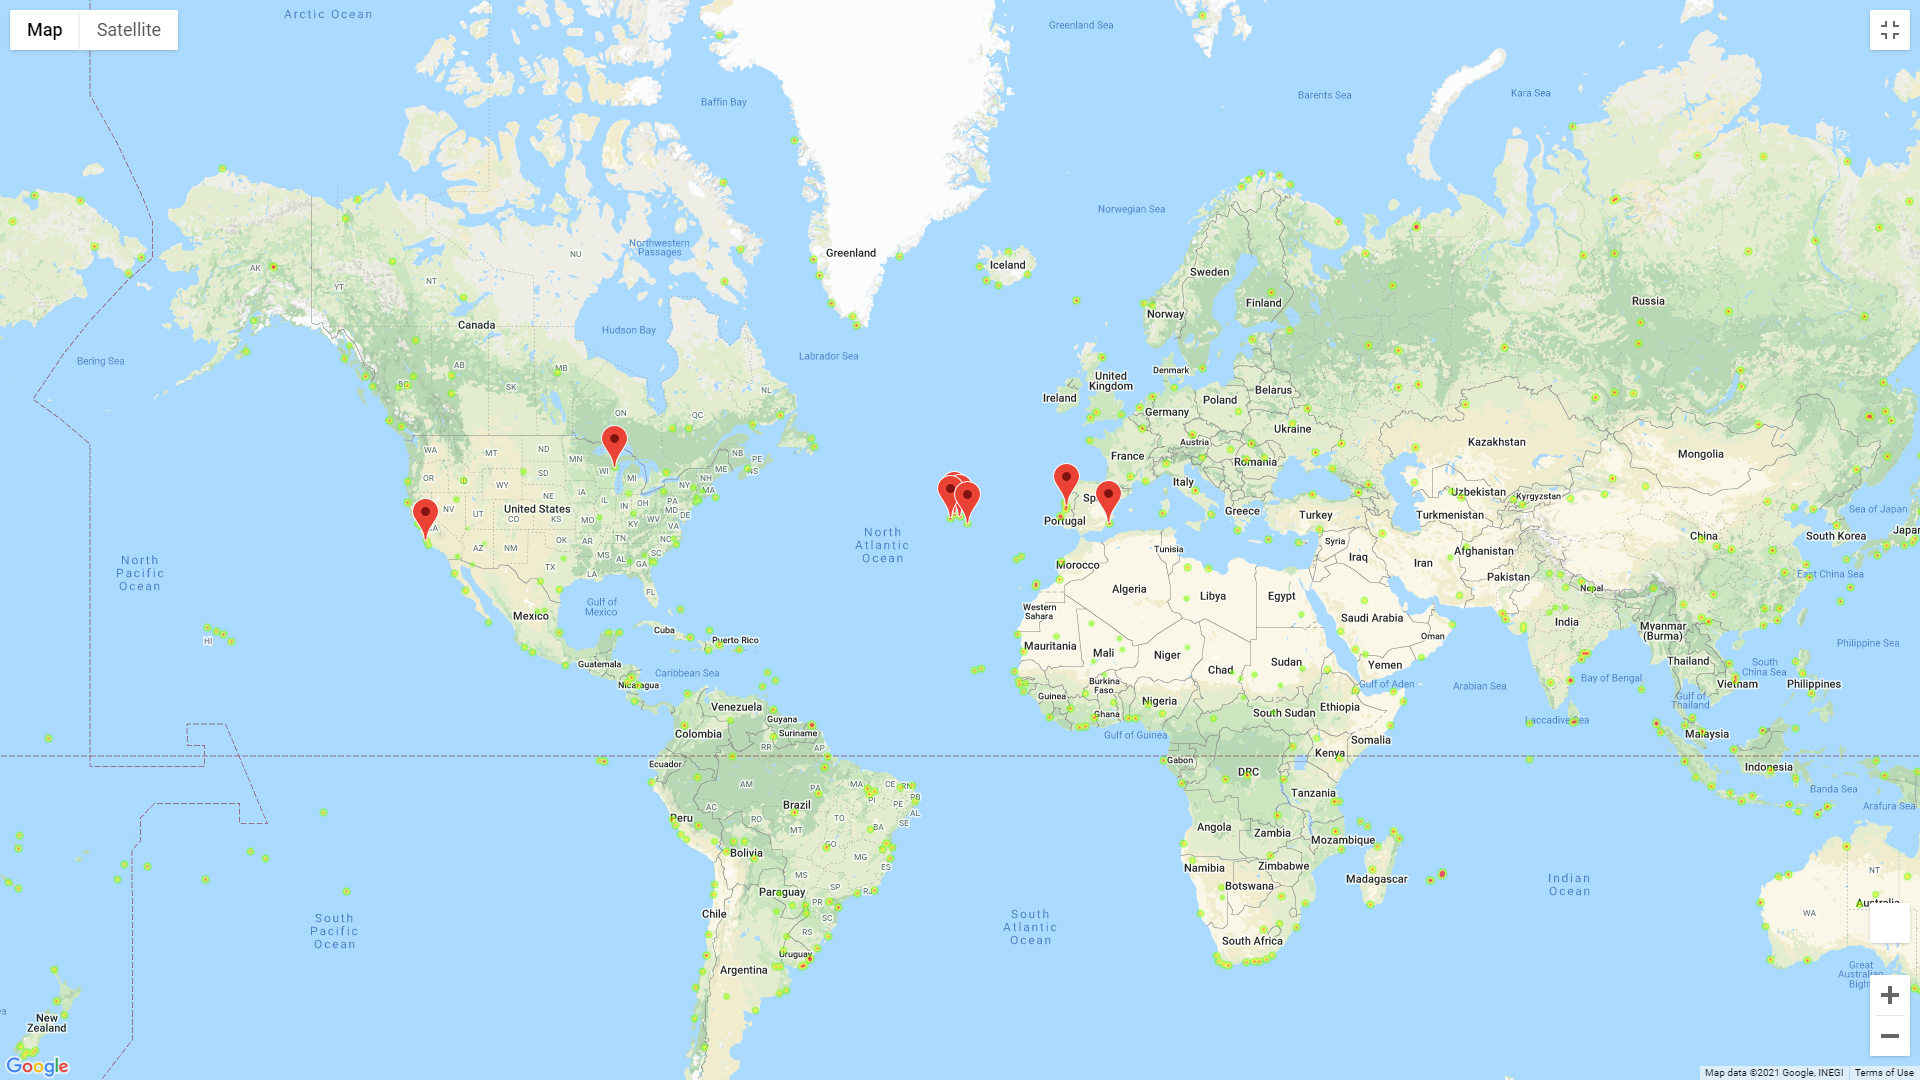 Map
Satellite
Arctic Ocean
Greenland Sea
Baffin Bay
Barents Sea
Kara Sea
Norwegian Sea
Northwestern
Passages
NU
Greenland
Iceland
AK
YT
NT
Sweden
Finland
Russia
Norway
Canada
Hudson Bay
Bering Sea
Labrador Sea
AB
MB
SK
BC
NL
ON
QC
Denmark
United
Kingdom
Ireland
Belarus
Poland
Germany
Ukraine
Austria
France
Romania
Kazakhstan
Mongolia
WA
MT
ND
MN
NB
PE
NS
OR
ID
SD
WI
WY
NY
NH
ME
MA
Italy
Sp
Greece
Portugal
Turkey
Uzbekistan
Kyrgyzstan
Turkmenistan
NV
UT
CO
United States
IA
IL
IN
OH
PA
MD
NJ
DE
KS
MO
KY
WV
VA
CA
AZ
NM
OK
AR
TN
NC
SC
MS
AL
GA
TX
LA
FL
Sea of Japan
Japan
South Korea
China
East China Sea
North
Atlantic
Ocean
North
Pacific
Ocean
Tunisia
Morocco
Algeria
Libya
Egypt
Western
Sahara
Syria
Iraq
Iran
Afghanistan
Pakistan
Nepal
India
Myanmar
(Burma)
Saudi Arabia
Oman
Yemen
Gulf of
Mexico
Mexico
Cuba
Puerto Rico
HI
Guatemala
Caribbean Sea
Nicaragua
Mauritania
Mali
Niger
Chad
Sudan
Burkina
Faso
Guinea
Ghana
Nigeria
South Sudan
Ethiopia
Gulf of Aden
Arabian Sea
Bay of Bengal
Thailand
Vietnam
Gulf of
Thailand
South
China Sea
Philippines
Philippine Sea
Laccadive Sea
Malaysia
Venezuela
Guyana
Suriname
Colombia
RR
AP
Ecuador
Gulf of Guinea
Gabon
DRC
Kenya
Somalia
Indonesia
Banda Sea
Arafura Sea
AM
PA
MA
CE
RN
PB
PE
AL
SE
PI
TO
BA
AC
RO
MT
Brazil
Peru
Bolivia
GO
MG
ES
MS
SP
RJ
PR
SC
RS
Paraguay
Chile
Uruguay
Argentina
Tanzania
Angola
Zambia
Mozambique
Namibia
Zimbabwe
Botswana
Madagascar
South Africa
Indian
Ocean
South
Atlantic
Ocean
South
Pacific
Ocean
NT
WA
Australia
Great
Australian
Bight
New
Zealand
Google
Map data ©2021 Google, INEGI
Terms of Use